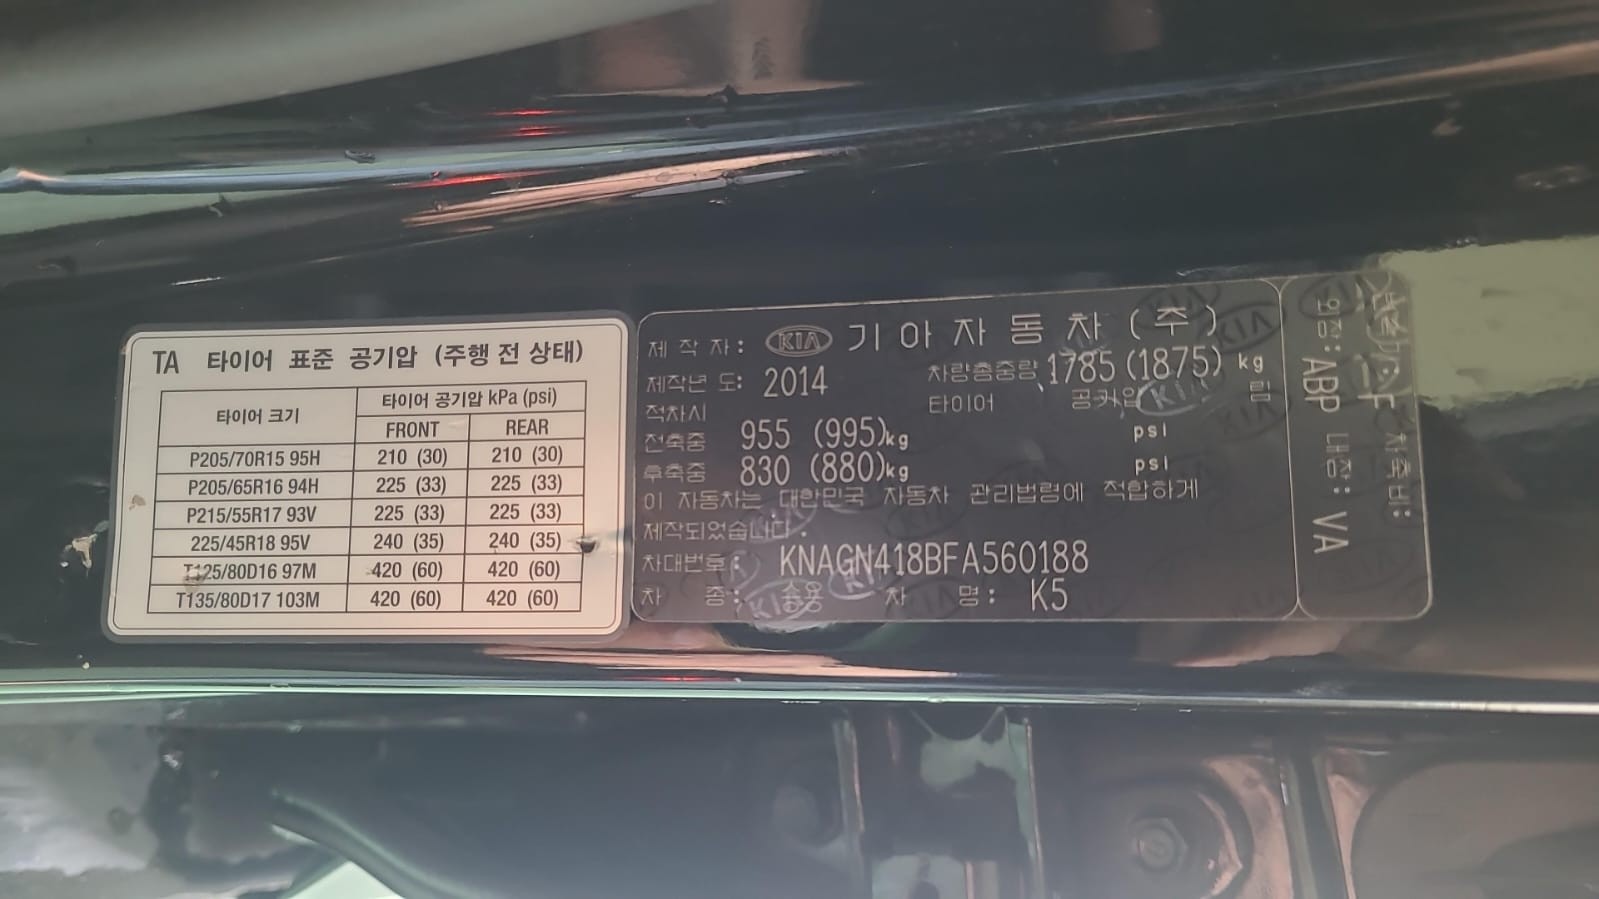 TA 타이어 표준 공기압 (주행 전 상태)
타이어 크기 타이어 공기압 kPa (psi)
FRONT REAR
P205/70R15 95H 210 (30) 210 (30)
P205/65R16 94H 225 (33) 225 (33)
P215/55R17 93V 225 (33) 225 (33)
225/45R18 95V 240 (35) 240 (35)
T125/80D16 97M 420 (60) 420 (60)
T135/80D17 103M 420 (60) 420 (60)
제 작 자: KIA 기아자동차(주)
제작년 도: 2014 차량총중량 1785 (1875) kg
적차시 타이어 공기압 림
전축중 955 (995)kg psi
후축중 830 (880)kg psi
이 자동차는 대한민국 자동차 관리법령에 적합하게
제작되었습니다.
차대번호: KNAGN418BFA560188
차 종: 승용 차 명: K5
외장: ABP 내장: VA
차축비: